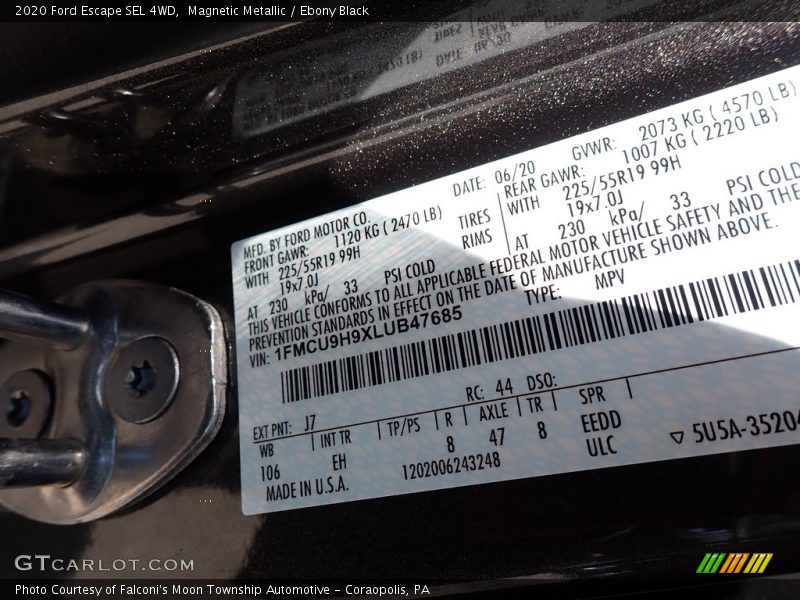 2020 Ford Escape SEL 4WD, Magnetic Metallic / Ebony Black
MFD. BY FORD MOTOR CO. DATE: 06/20 GVWR: 2073 KG ( 4570 LB)
FRONT GAWR: 1120 KG ( 2470 LB) REAR GAWR: 1007 KG ( 2220 LB)
WITH 225/55R19 99H TIRES WITH 225/55R19 99H
19x7.0J RIMS 19x7.0J
AT 230 kPa/ 33 PSI COLD AT 230 kPa/ 33 PSI COLD
THIS VEHICLE CONFORMS TO ALL APPLICABLE FEDERAL MOTOR VEHICLE SAFETY AND THE
PREVENTION STANDARDS IN EFFECT ON THE DATE OF MANUFACTURE SHOWN ABOVE.
VIN: 1FMCU9H9XLUB47685 TYPE: MPV
EXT PNT: J7 RC: 44 DSO:
WB INT TR TP/PS R AXLE TR SPR
106 EH 8 47 8 EEDD
MADE IN U.S.A. 1202006243248 ULC 5U5A-35204
GTCARLOT.COM
Photo Courtesy of Falconi's Moon Township Automotive - Coraopolis, PA